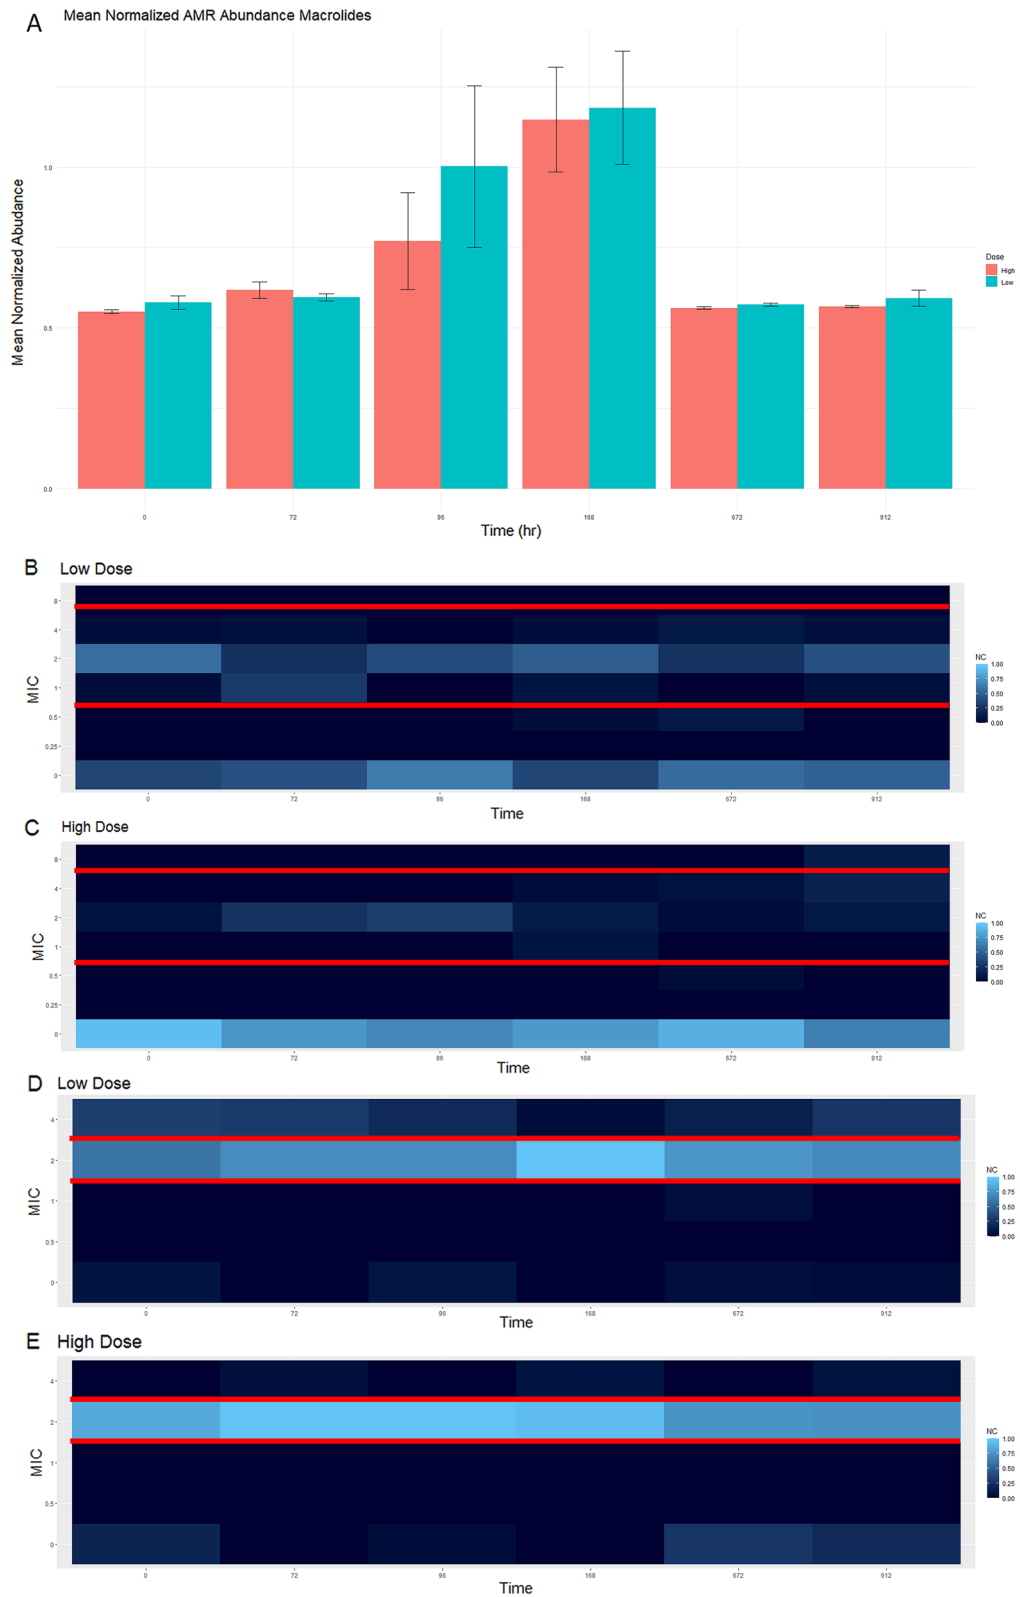 A Mean Normalized AMR Abundance Macrolides
Mean Normalized Abudance
1.0
0.5
0.0
0 72 96 168 672 912
Time (hr)
Dose
High
Low
B Low Dose
MIC
8
4
2
1
0.5
0.25
0
0 72 96 168 672 912
Time
NC
1.00
0.75
0.50
0.25
0.00
C High Dose
MIC
8
4
2
1
0.5
0.25
0
0 72 96 168 672 912
Time
NC
1.00
0.75
0.50
0.25
0.00
D Low Dose
MIC
4
2
1
0.5
0
0 72 96 168 672 912
Time
NC
1.00
0.75
0.50
0.25
0.00
E High Dose
MIC
4
2
1
0.5
0
0 72 96 168 672 912
Time
NC
1.00
0.75
0.50
0.25
0.00